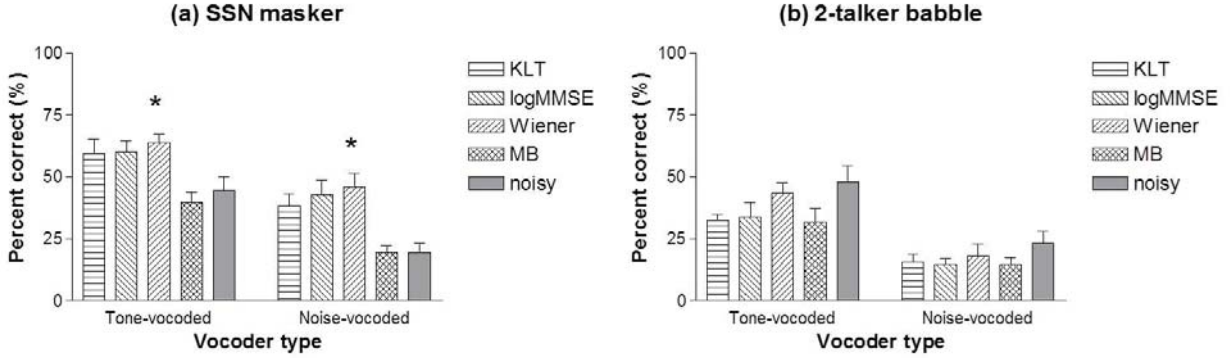 (a) SSN masker
Percent correct (%)
100
75
50
25
0
*
*
Tone-vocoded
Noise-vocoded
Vocoder type
KLT
logMMSE
Wiener
MB
noisy
(b) 2-talker babble
Percent correct (%)
100
75
50
25
0
Tone-vocoded
Noise-vocoded
Vocoder type
KLT
logMMSE
Wiener
MB
noisy